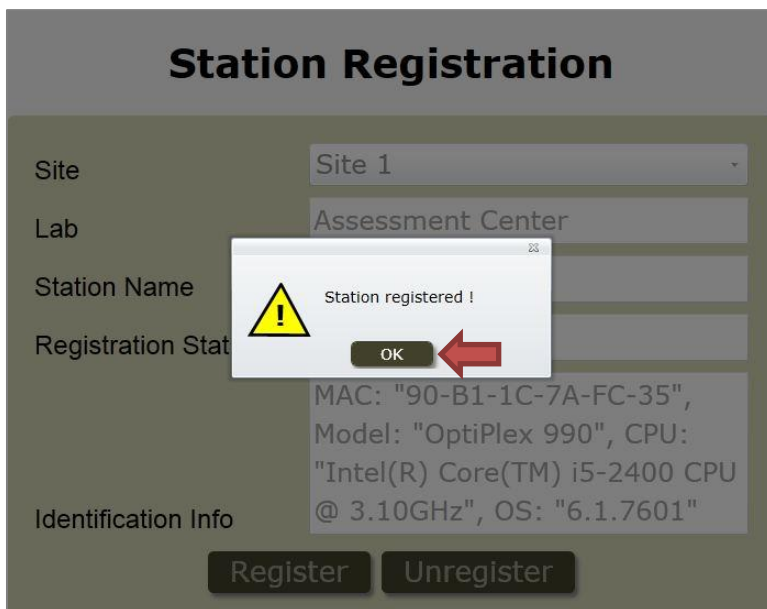 Station Registration
Site
Site 1
Lab
Assessment Center
Station Name
Station registered !
Registration Stat
OK
MAC: "90-B1-1C-7A-FC-35",
Model: "OptiPlex 990", CPU:
"Intel(R) Core(TM) i5-2400 CPU
@ 3.10GHz", OS: "6.1.7601"
Identification Info
Register
Unregister